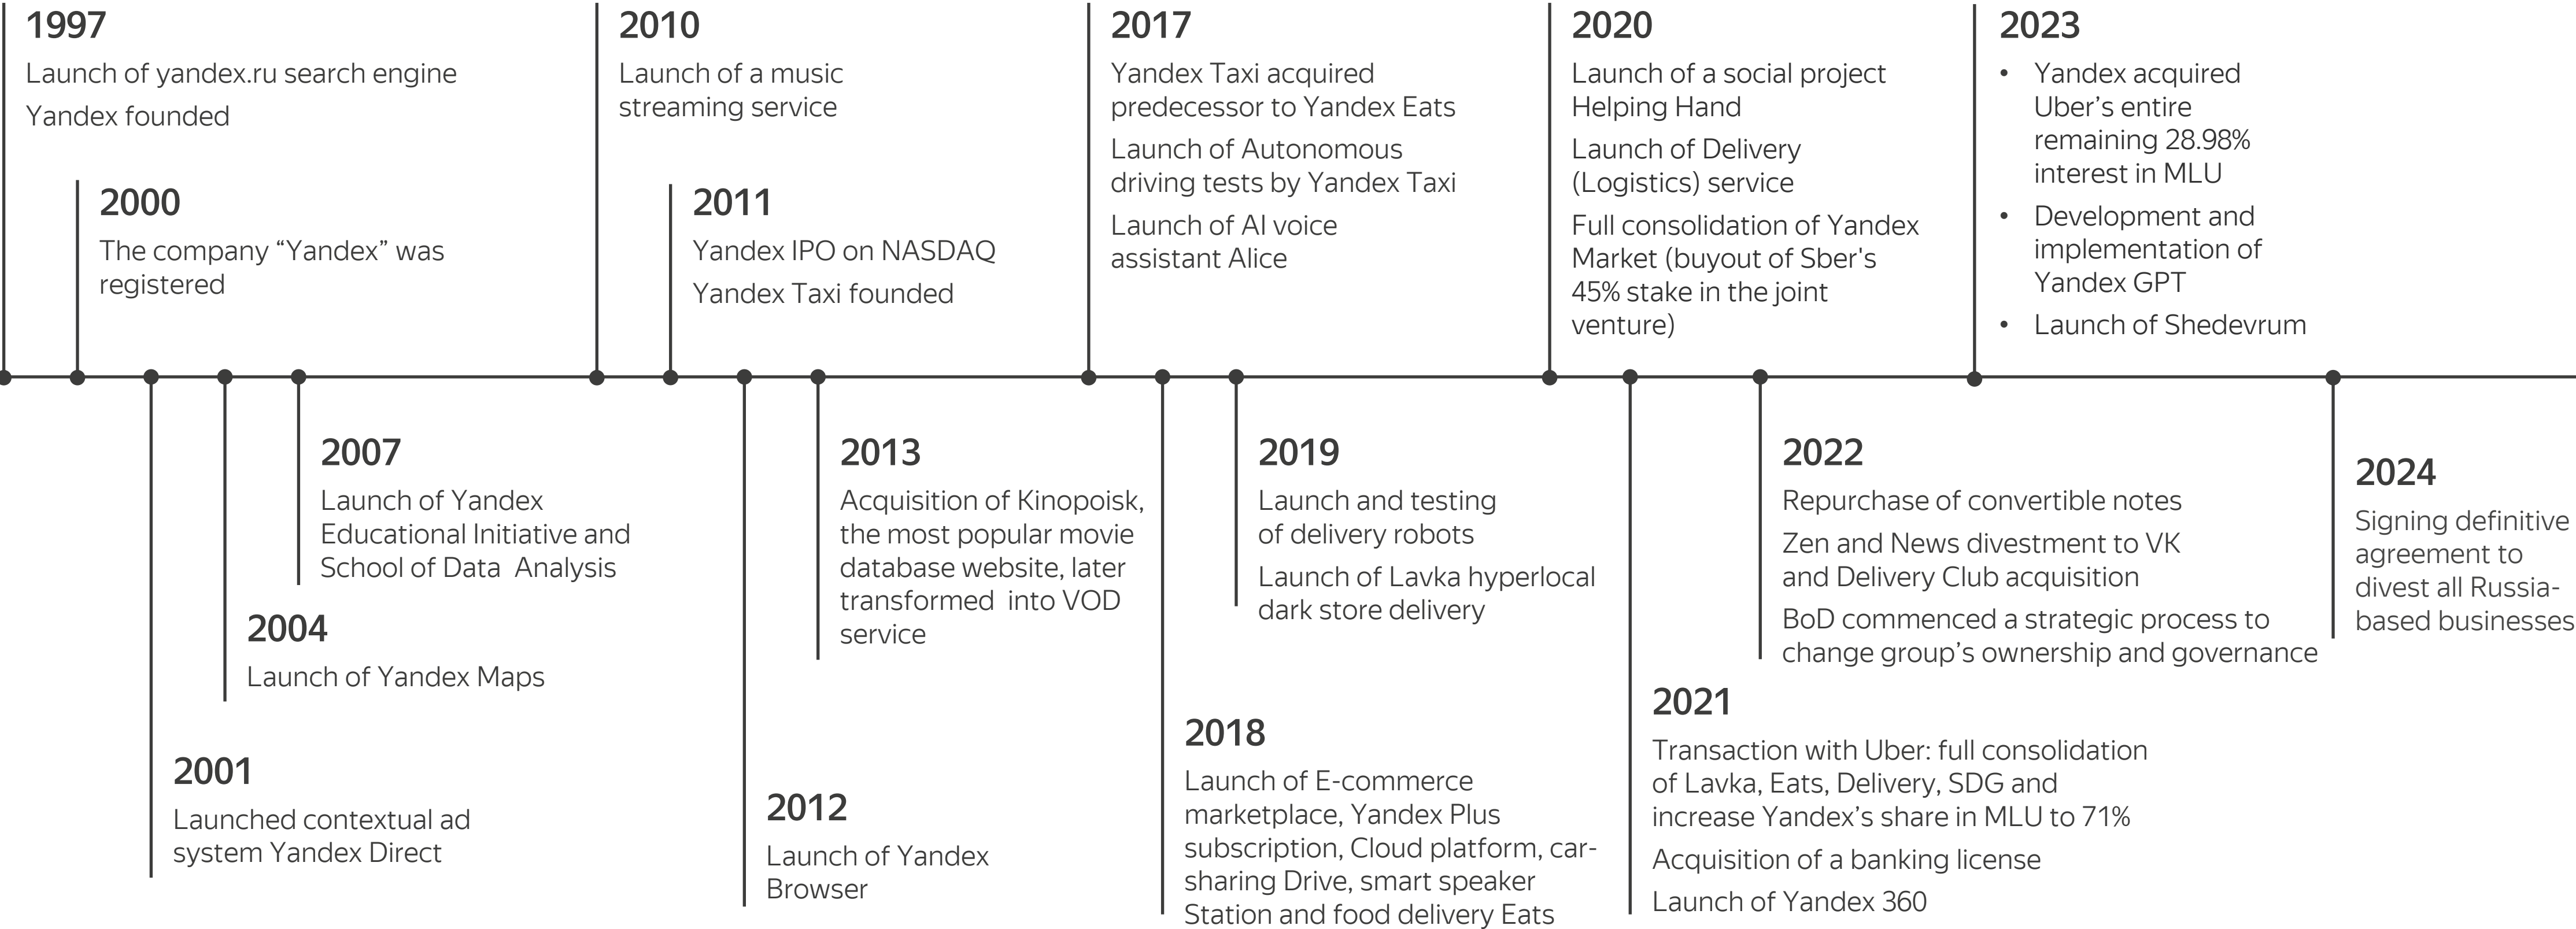 1997
Launch of yandex.ru search engine
Yandex founded
2000
The company “Yandex” was
registered
2001
Launched contextual ad
system Yandex Direct
2004
Launch of Yandex Maps
2007
Launch of Yandex
Educational Initiative and
School of Data Analysis
2010
Launch of a music
streaming service
2011
Yandex IPO on NASDAQ
Yandex Taxi founded
2012
Launch of Yandex
Browser
2013
Acquisition of Kinopoisk,
the most popular movie
database website, later
transformed into VOD
service
2017
Yandex Taxi acquired
predecessor to Yandex Eats
Launch of Autonomous
driving tests by Yandex Taxi
Launch of AI voice
assistant Alice
2018
Launch of E-commerce
marketplace, Yandex Plus
subscription, Cloud platform, car-
sharing Drive, smart speaker
Station and food delivery Eats
2019
Launch and testing
of delivery robots
Launch of Lavka hyperlocal
dark store delivery
2020
Launch of a social project
Helping Hand
Launch of Delivery
(Logistics) service
Full consolidation of Yandex
Market (buyout of Sber's
45% stake in the joint
venture)
2021
Transaction with Uber: full consolidation
of Lavka, Eats, Delivery, SDG and
increase Yandex’s share in MLU to 71%
Acquisition of a banking license
Launch of Yandex 360
2022
Repurchase of convertible notes
Zen and News divestment to VK
and Delivery Club acquisition
BoD commenced a strategic process to
change group’s ownership and governance
2023
• Yandex acquired
Uber’s entire
remaining 28.98%
interest in MLU
• Development and
implementation of
Yandex GPT
• Launch of Shedevrum
2024
Signing definitive
agreement to
divest all Russia-
based businesses